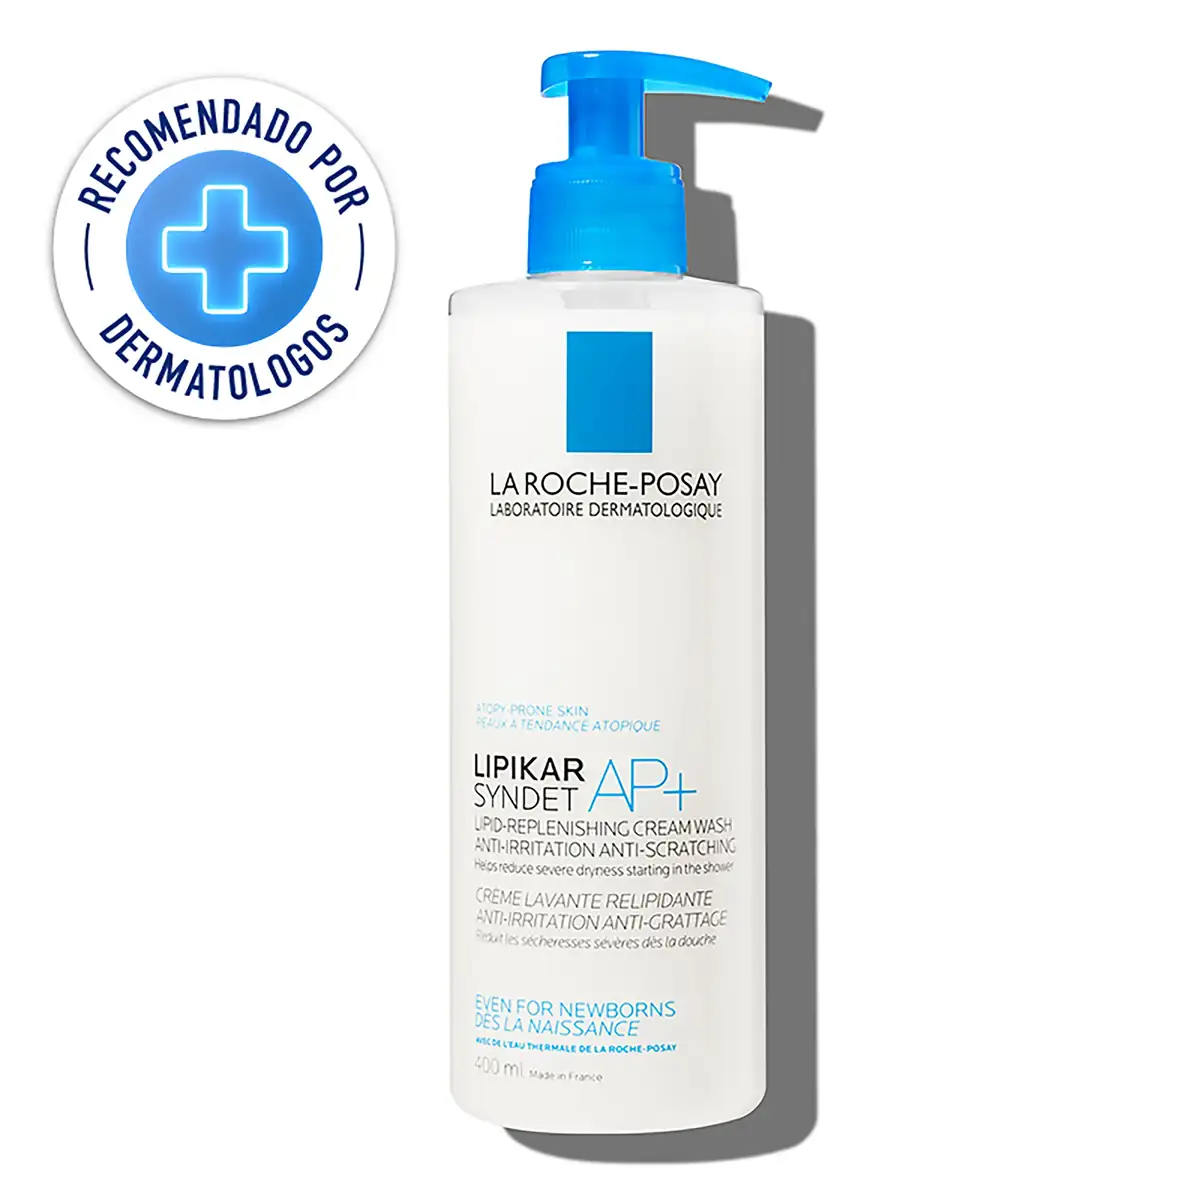 RECOMENDADO POR
DERMATOLOGOS
LA ROCHE-POSAY
LABORATOIRE DERMATOLOGIQUE
ATOPY-PRONE SKIN
PEAUX À TENDANCE ATOPIQUE
LIPIKAR
SYNDET AP+
LIPID-REPLENISHING CREAM WASH
ANTI-IRRITATION ANTI-SCRATCHING
Helps reduce severe dryness starting in the shower
CRÈME LAVANTE RELIPIDANTE
ANTI-IRRITATION ANTI-GRATTAGE
Réduit les sécheresses sévères dès la douche
EVEN FOR NEWBORNS
DÈS LA NAISSANCE
AVEC DE L'EAU THERMALE DE LA ROCHE-POSAY
400 ml Made in France